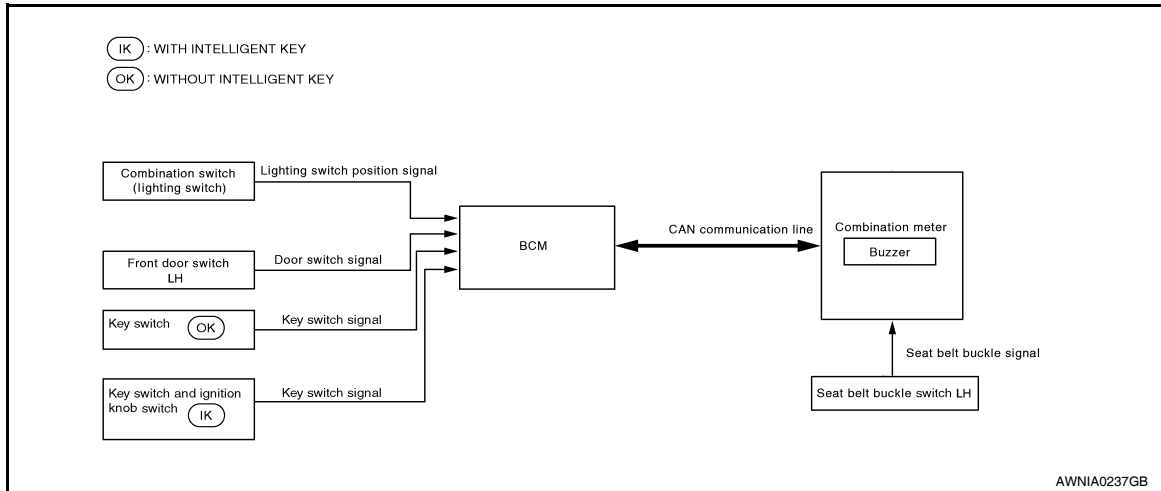 IK : WITH INTELLIGENT KEY
OK : WITHOUT INTELLIGENT KEY
Combination switch
(lighting switch)
Lighting switch position signal
Front door switch
LH
Door switch signal
Key switch OK
Key switch signal
Key switch and ignition
knob switch IK
Key switch signal
BCM
CAN communication line
Combination meter
Buzzer
Seat belt buckle signal
Seat belt buckle switch LH
AWNIA0237GB